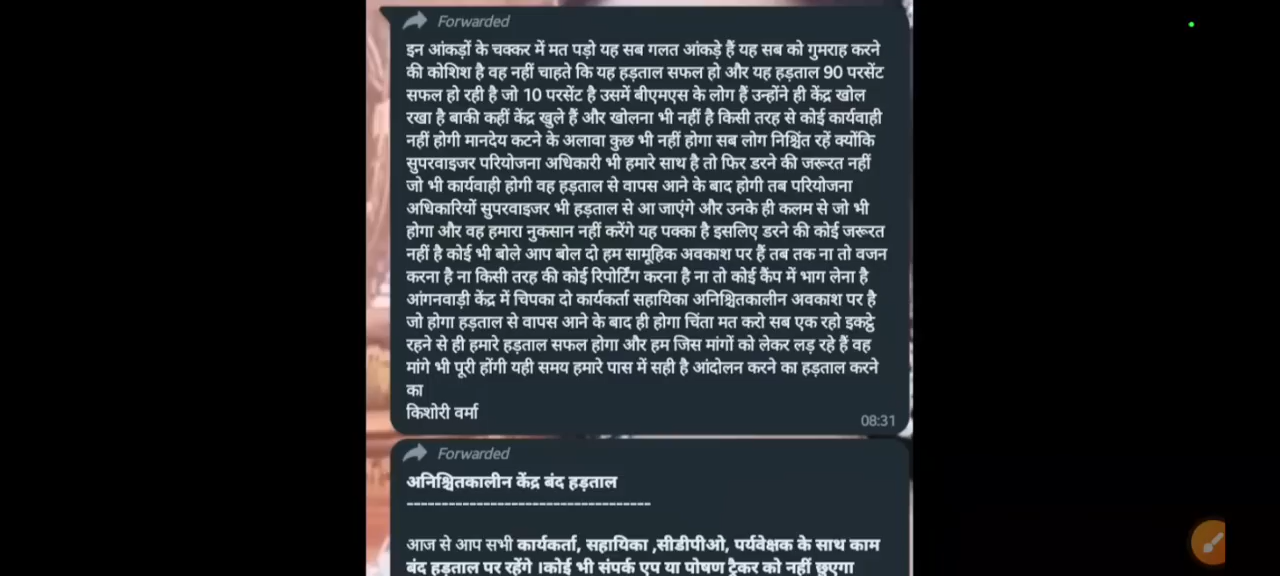 Forwarded
इन आंकड़ों के चक्कर में मत पड़ो यह सब गलत आंकड़े हैं यह सब को गुमराह करने
की कोशिश है वह नहीं चाहते कि यह हड़ताल सफल हो और यह हड़ताल 90 परसेंट
सफल हो रही है जो 10 परसेंट है उसमें बीएमएस के लोग हैं उन्होंने ही केंद्र खोल
रखा है बाकी कहीं केंद्र खुले हैं और खोलना भी नहीं है किसी तरह से कोई कार्यवाही
नहीं होगी मानदेय कटने के अलावा कुछ भी नहीं होगा सब लोग निश्चिंत रहें क्योंकि
सुपरवाइजर परियोजना अधिकारी भी हमारे साथ है तो फिर डरने की जरूरत नहीं
जो भी कार्यवाही होगी वह हड़ताल से वापस आने के बाद होगी तब परियोजना
अधिकारियों सुपरवाइजर भी हड़ताल से आ जाएंगे और उनके ही कलम से जो भी
होगा और वह हमारा नुकसान नहीं करेंगे यह पक्का है इसलिए डरने की कोई जरूरत
नहीं है कोई भी बोले आप बोल दो हम सामूहिक अवकाश पर हैं तब तक ना तो वजन
करना है ना किसी तरह की कोई रिपोर्टिंग करना है ना तो कोई कैंप में भाग लेना है
आंगनवाड़ी केंद्र में चिपका दो कार्यकर्ता सहायिका अनिश्चितकालीन अवकाश पर है
जो होगा हड़ताल से वापस आने के बाद ही होगा चिंता मत करो सब एक रहो इकट्ठे
रहने से ही हमारे हड़ताल सफल होगा और हम जिस मांगों को लेकर लड़ रहे हैं वह
मांगे भी पूरी होंगी यही समय हमारे पास में सही है आंदोलन करने का हड़ताल करने
का
किशोरी वर्मा
08:31
Forwarded
अनिश्चितकालीन केंद्र बंद हड़ताल
-----------------------------------
आज से आप सभी कार्यकर्ता, सहायिका ,सीडीपीओ, पर्यवेक्षक के साथ काम
बंद हड़ताल पर रहेंगे ।कोई भी संपर्क एप या पोषण ट्रैकर को नहीं छुएगा